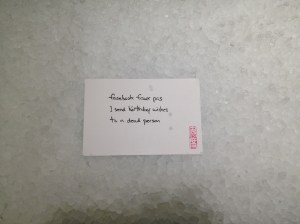 facebook faux pas
I send birthday wishes
to a dead person